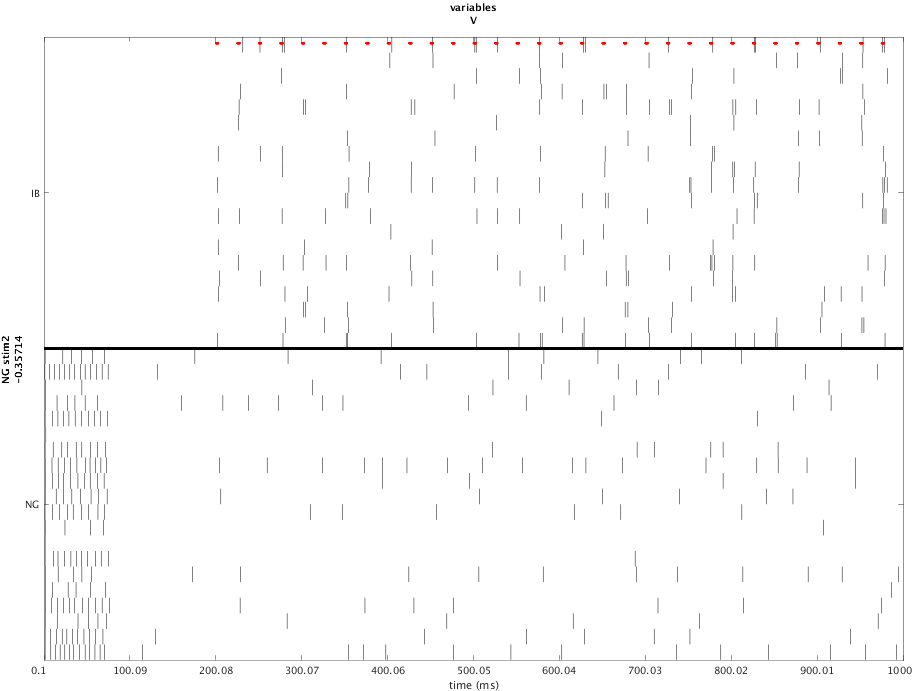 variables
V
IB
NG stim2
-0.35714
NG
0.1
100.09
200.08
300.07
400.06
500.05
600.04
700.03
800.02
900.01
1000
time (ms)